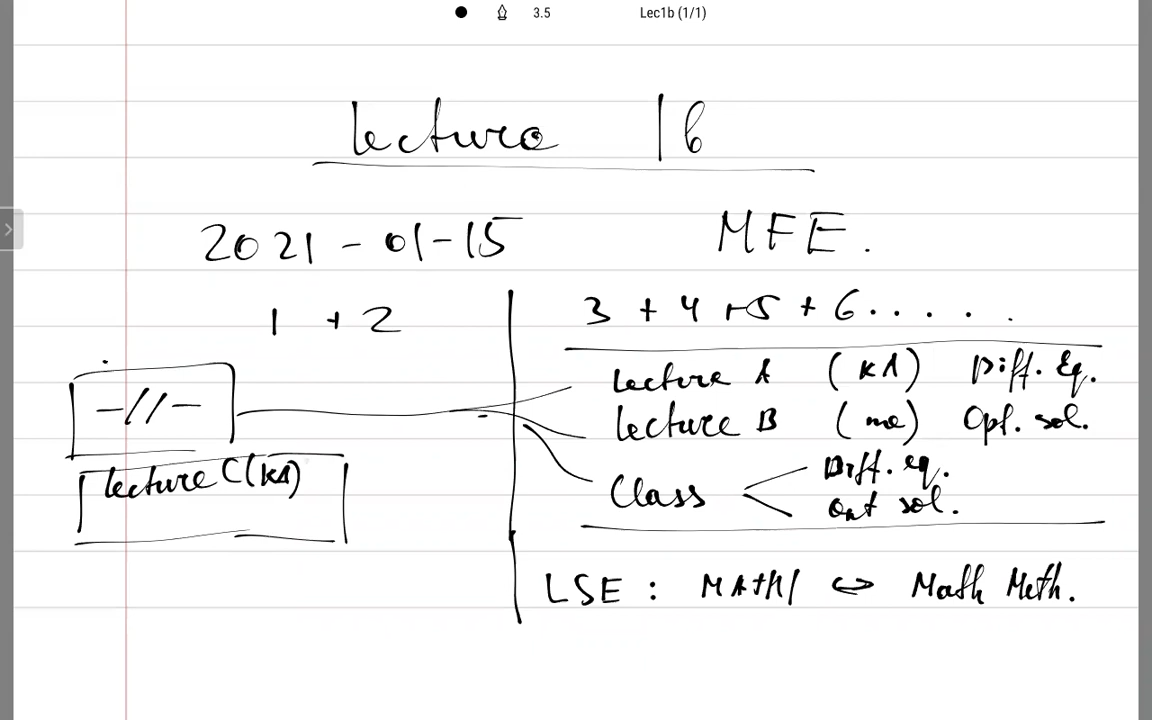 3.5 Lec1b (1/1)
Lecture 1b
2021-01-15 MFE.
1 + 2
3 + 4 + 5 + 6 . . . . .
-//-
Lecture C (KA)
Lecture A (KA) Diff. Eq.
Lecture B (me) Opt. sol.
Class
Diff. eq.
Opt sol.
LSE : MATH1 ⇔ Math Meth.